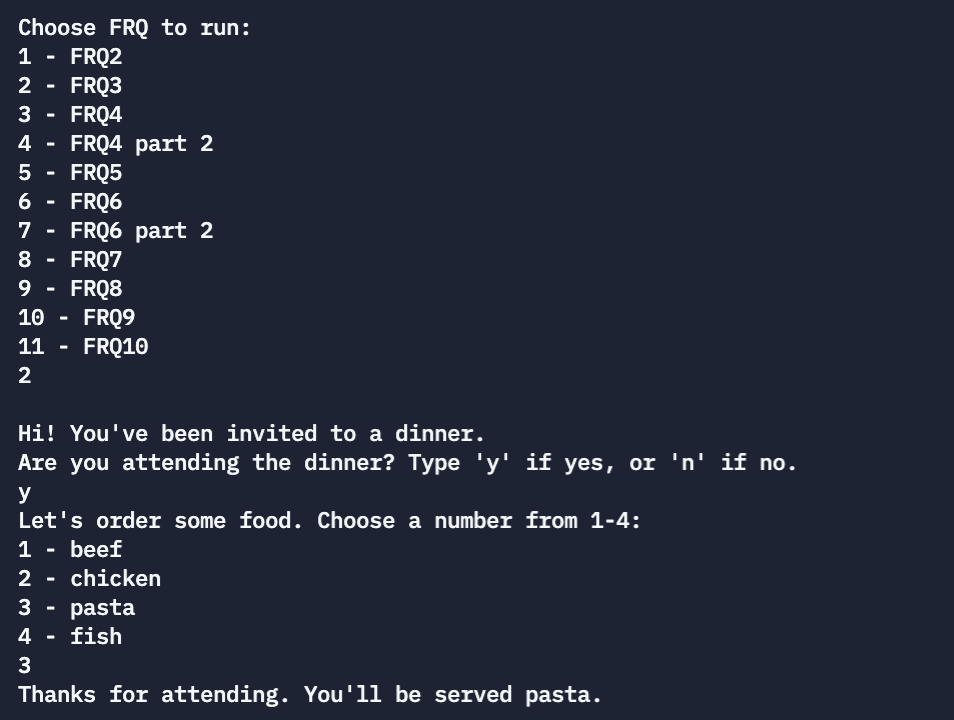 Choose FRQ to run:
1 - FRQ2
2 - FRQ3
3 - FRQ4
4 - FRQ4 part 2
5 - FRQ5
6 - FRQ6
7 - FRQ6 part 2
8 - FRQ7
9 - FRQ8
10 - FRQ9
11 - FRQ10
2

Hi! You've been invited to a dinner.
Are you attending the dinner? Type 'y' if yes, or 'n' if no.
y
Let's order some food. Choose a number from 1-4:
1 - beef
2 - chicken
3 - pasta
4 - fish
3
Thanks for attending. You'll be served pasta.